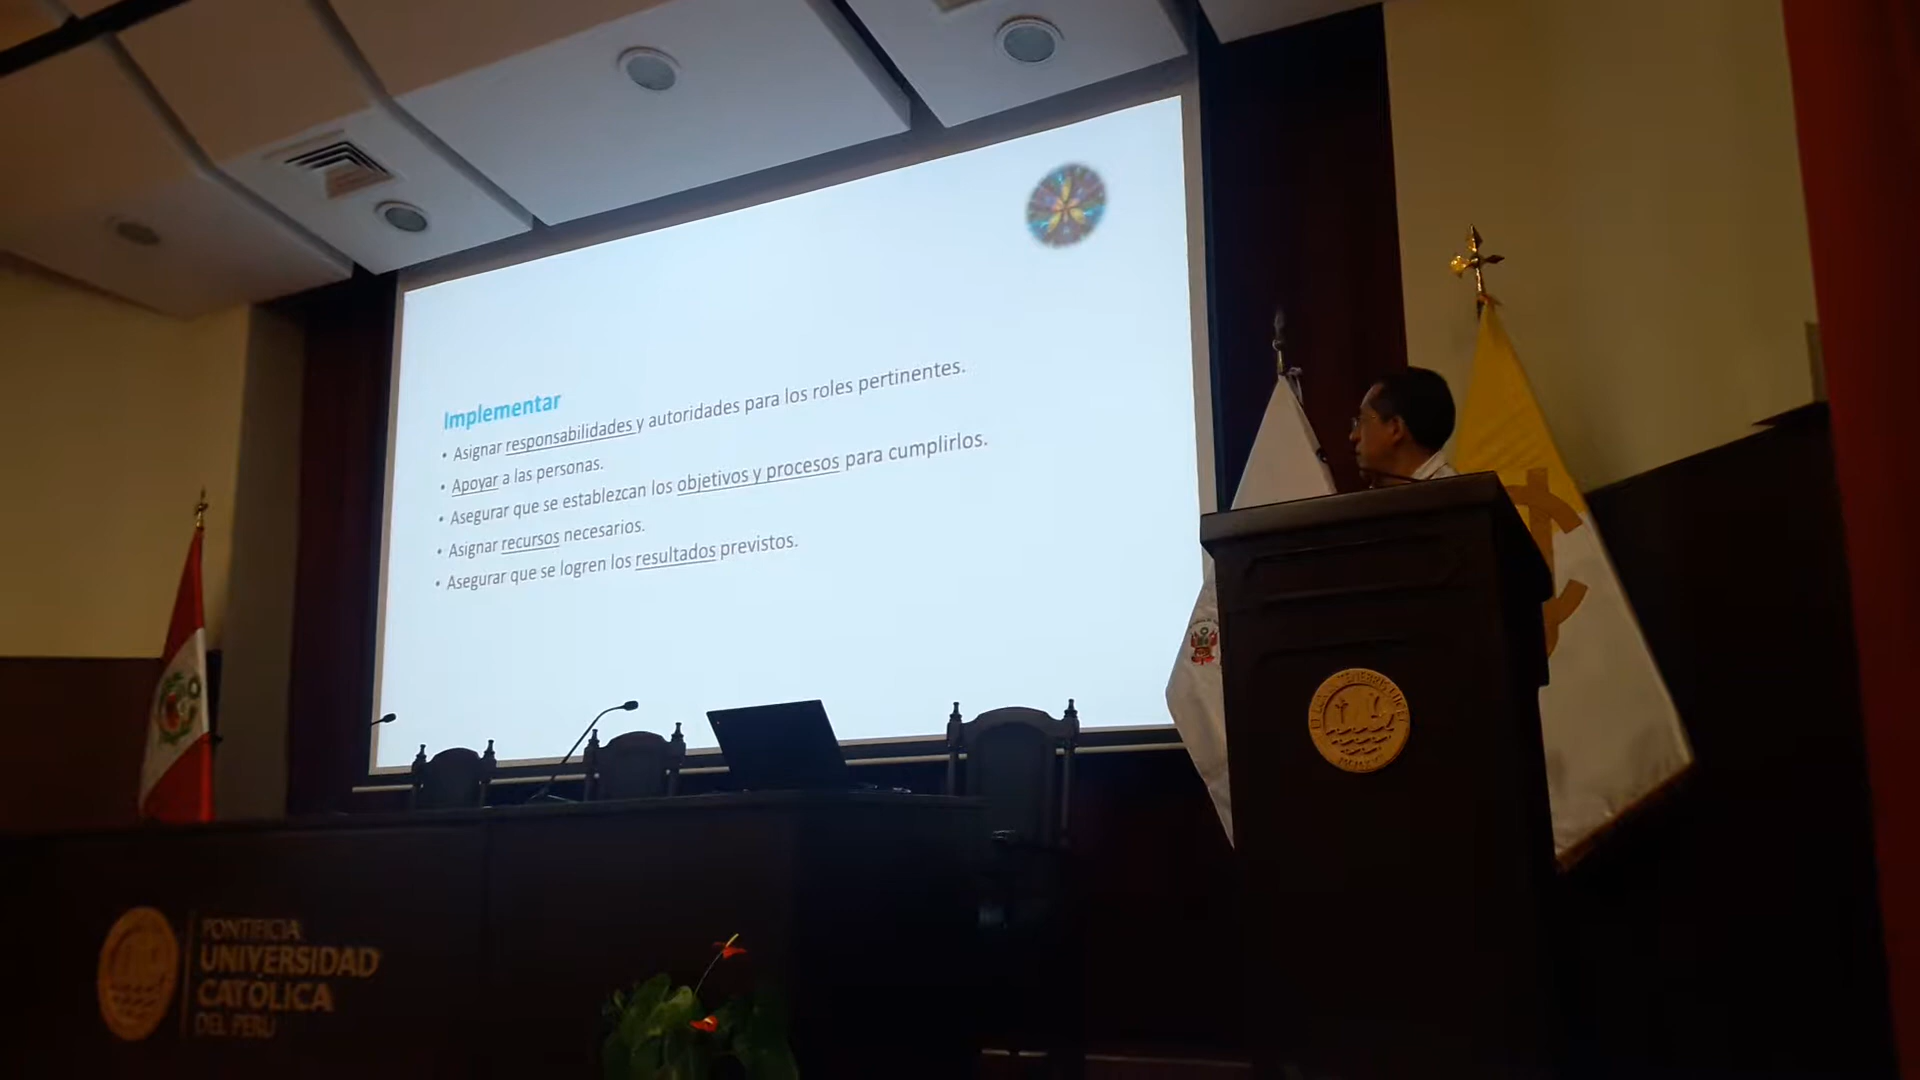 Implementar
• Asignar responsabilidades y autoridades para los roles pertinentes.
• Apoyar a las personas.
• Asegurar que se establezcan los objetivos y procesos para cumplirlos.
• Asignar recursos necesarios.
• Asegurar que se logren los resultados previstos.
PONTIFICIA
UNIVERSIDAD
CATÓLICA
DEL PERÚ